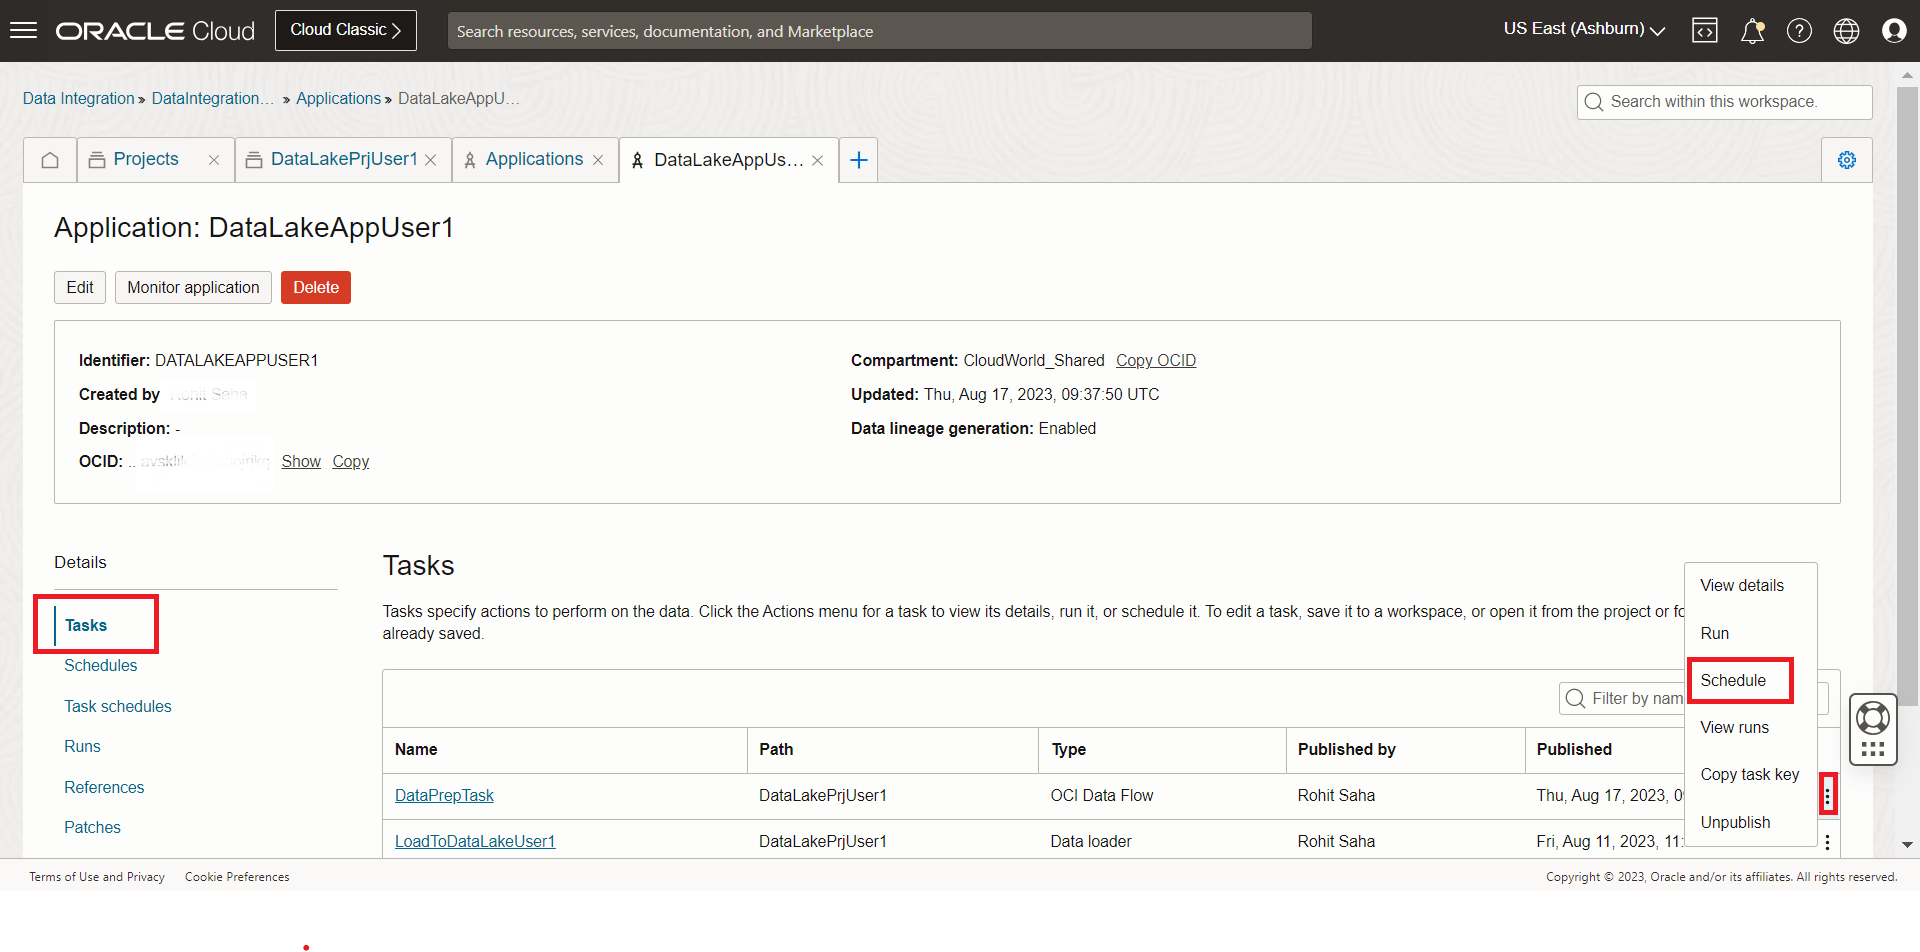 ORACLE Cloud
Cloud Classic
Search resources, services, documentation, and Marketplace
US East (Ashburn)
Data Integration » DataIntegration... » Applications » DataLakeAppU...
Search within this workspace.
Projects
DataLakePrjUser1
Applications
DataLakeAppUs...
Application: DataLakeAppUser1
Edit
Monitor application
Delete
Identifier: DATALAKEAPPUSER1
Created by Rohit Saha
Description: -
OCID: ..
Show Copy
Compartment: CloudWorld_Shared Copy OCID
Updated: Thu, Aug 17, 2023, 09:37:50 UTC
Data lineage generation: Enabled
Details
Tasks
Schedules
Task schedules
Runs
References
Patches
Tasks
Tasks specify actions to perform on the data. Click the Actions menu for a task to view its details, run it, or schedule it. To edit a task, save it to a workspace, or open it from the project or fo
already saved.
Filter by nam
Name Path Type Published by Published
DataPrepTask DataLakePrjUser1 OCI Data Flow Rohit Saha Thu, Aug 17, 2023, 0
LoadToDataLakeUser1 DataLakePrjUser1 Data loader Rohit Saha Fri, Aug 11, 2023, 11:
View details
Run
Schedule
View runs
Copy task key
Unpublish
Terms of Use and Privacy
Cookie Preferences
Copyright © 2023, Oracle and/or its affiliates. All rights reserved.